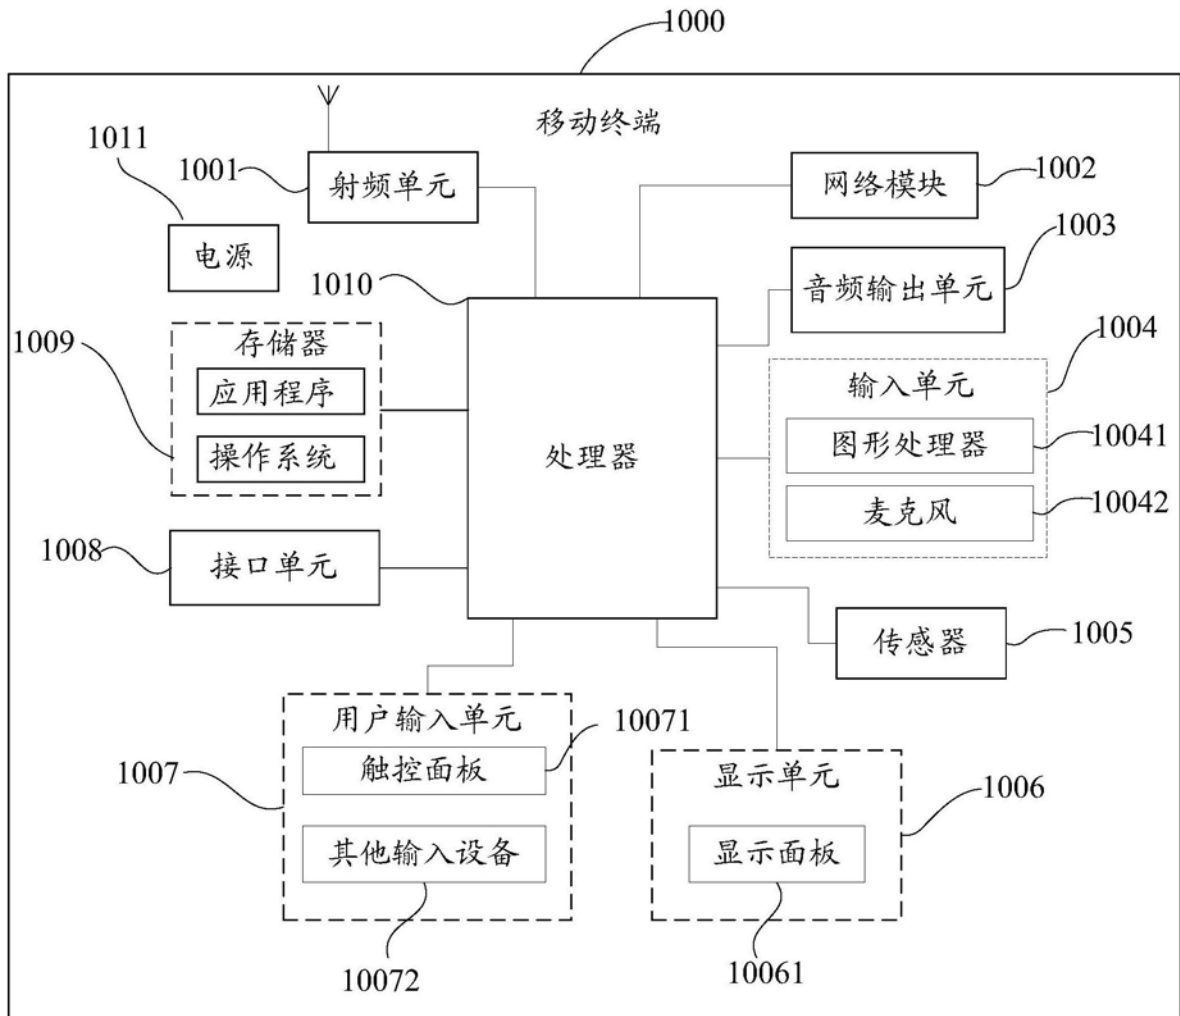 1000
移动终端
1011
1001
射频单元
网络模块
1002
电源
1010
音频输出单元
1003
1009
存储器
应用程序
操作系统
处理器
1004
输入单元
图形处理器
10041
麦克风
10042
1008
接口单元
传感器
1005
用户输入单元
10071
1007
触控面板
其他输入设备
10072
显示单元
1006
显示面板
10061